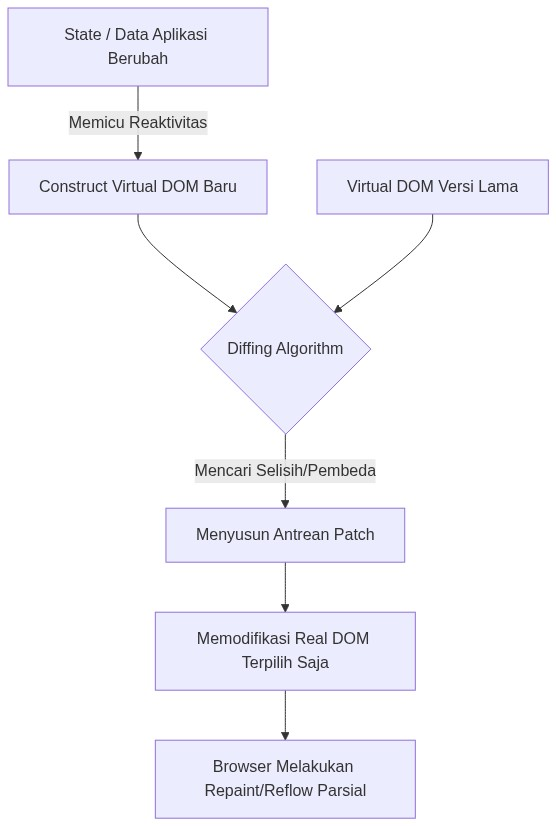 State / Data Aplikasi
Berubah
Memicu Reaktivitas
Construct Virtual DOM Baru
Virtual DOM Versi Lama
Diffing Algorithm
Mencari Selisih/Pembeda
Menyusun Antrean Patch
Memodifikasi Real DOM
Terpilih Saja
Browser Melakukan
Repaint/Reflow Parsial